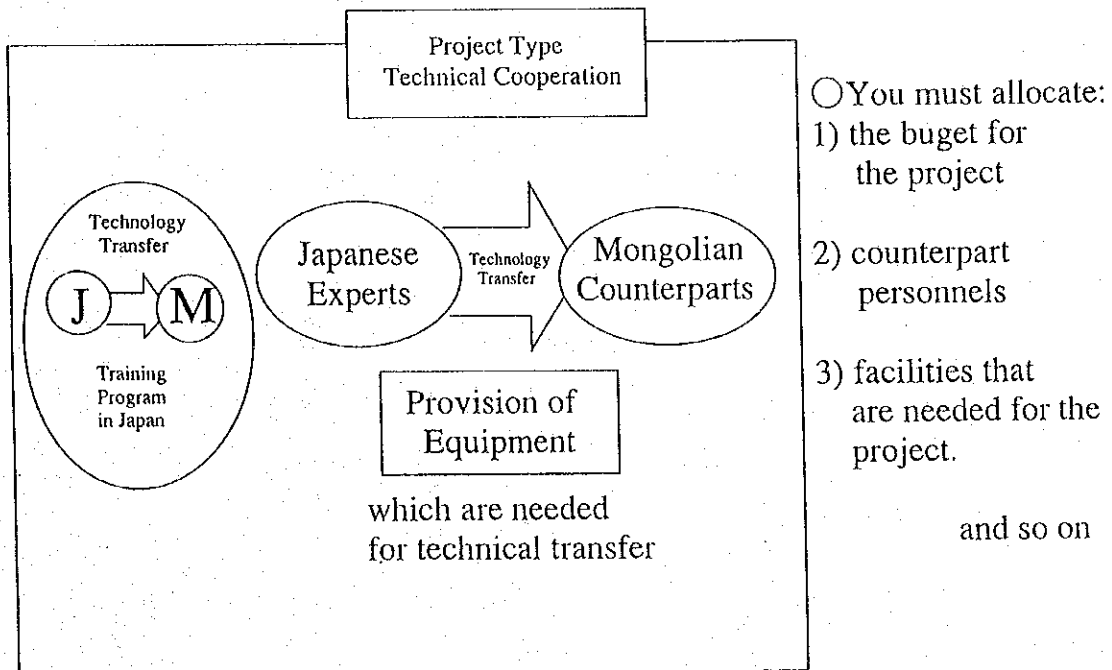 Project Type
Technical Cooperation
Technology
Transfer
J
M
Training
Program
in Japan
Japanese
Experts
Technology
Transfer
Mongolian
Counterparts
Provision of
Equipment
which are needed
for technical transfer
○You must allocate:
1) the buget for
the project
2) counterpart
personnels
3) facilities that
are needed for the
project.
and so on